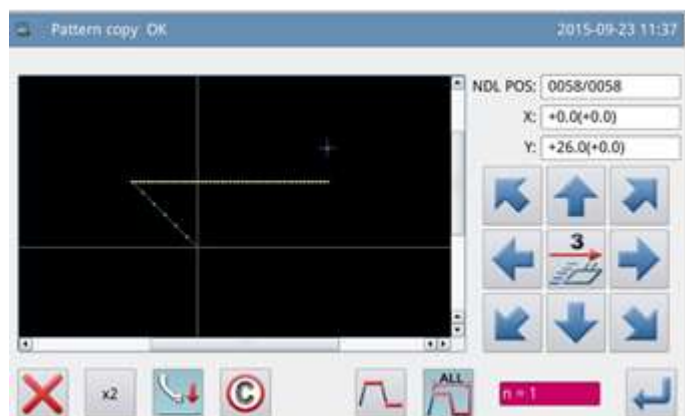 Pattern copy OK 2015-09-23 11:37
NDL POS: 0058/0058
X: +0.0(+0.0)
Y: +26.0(+0.0)
3
x2
C
ALL
n = 1